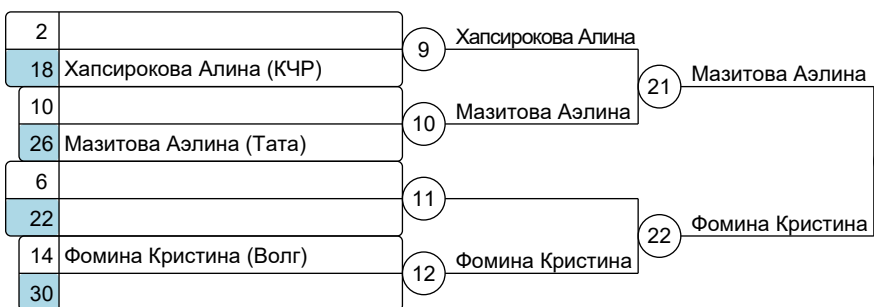 2
9
Хапсирокова Алина
18 Хапсирокова Алина (КЧР)
21
Мазитова Аэлина
10
10
Мазитова Аэлина
26 Мазитова Аэлина (Тата)
6
11
22
22
Фомина Кристина
14 Фомина Кристина (Волг)
12
Фомина Кристина
30